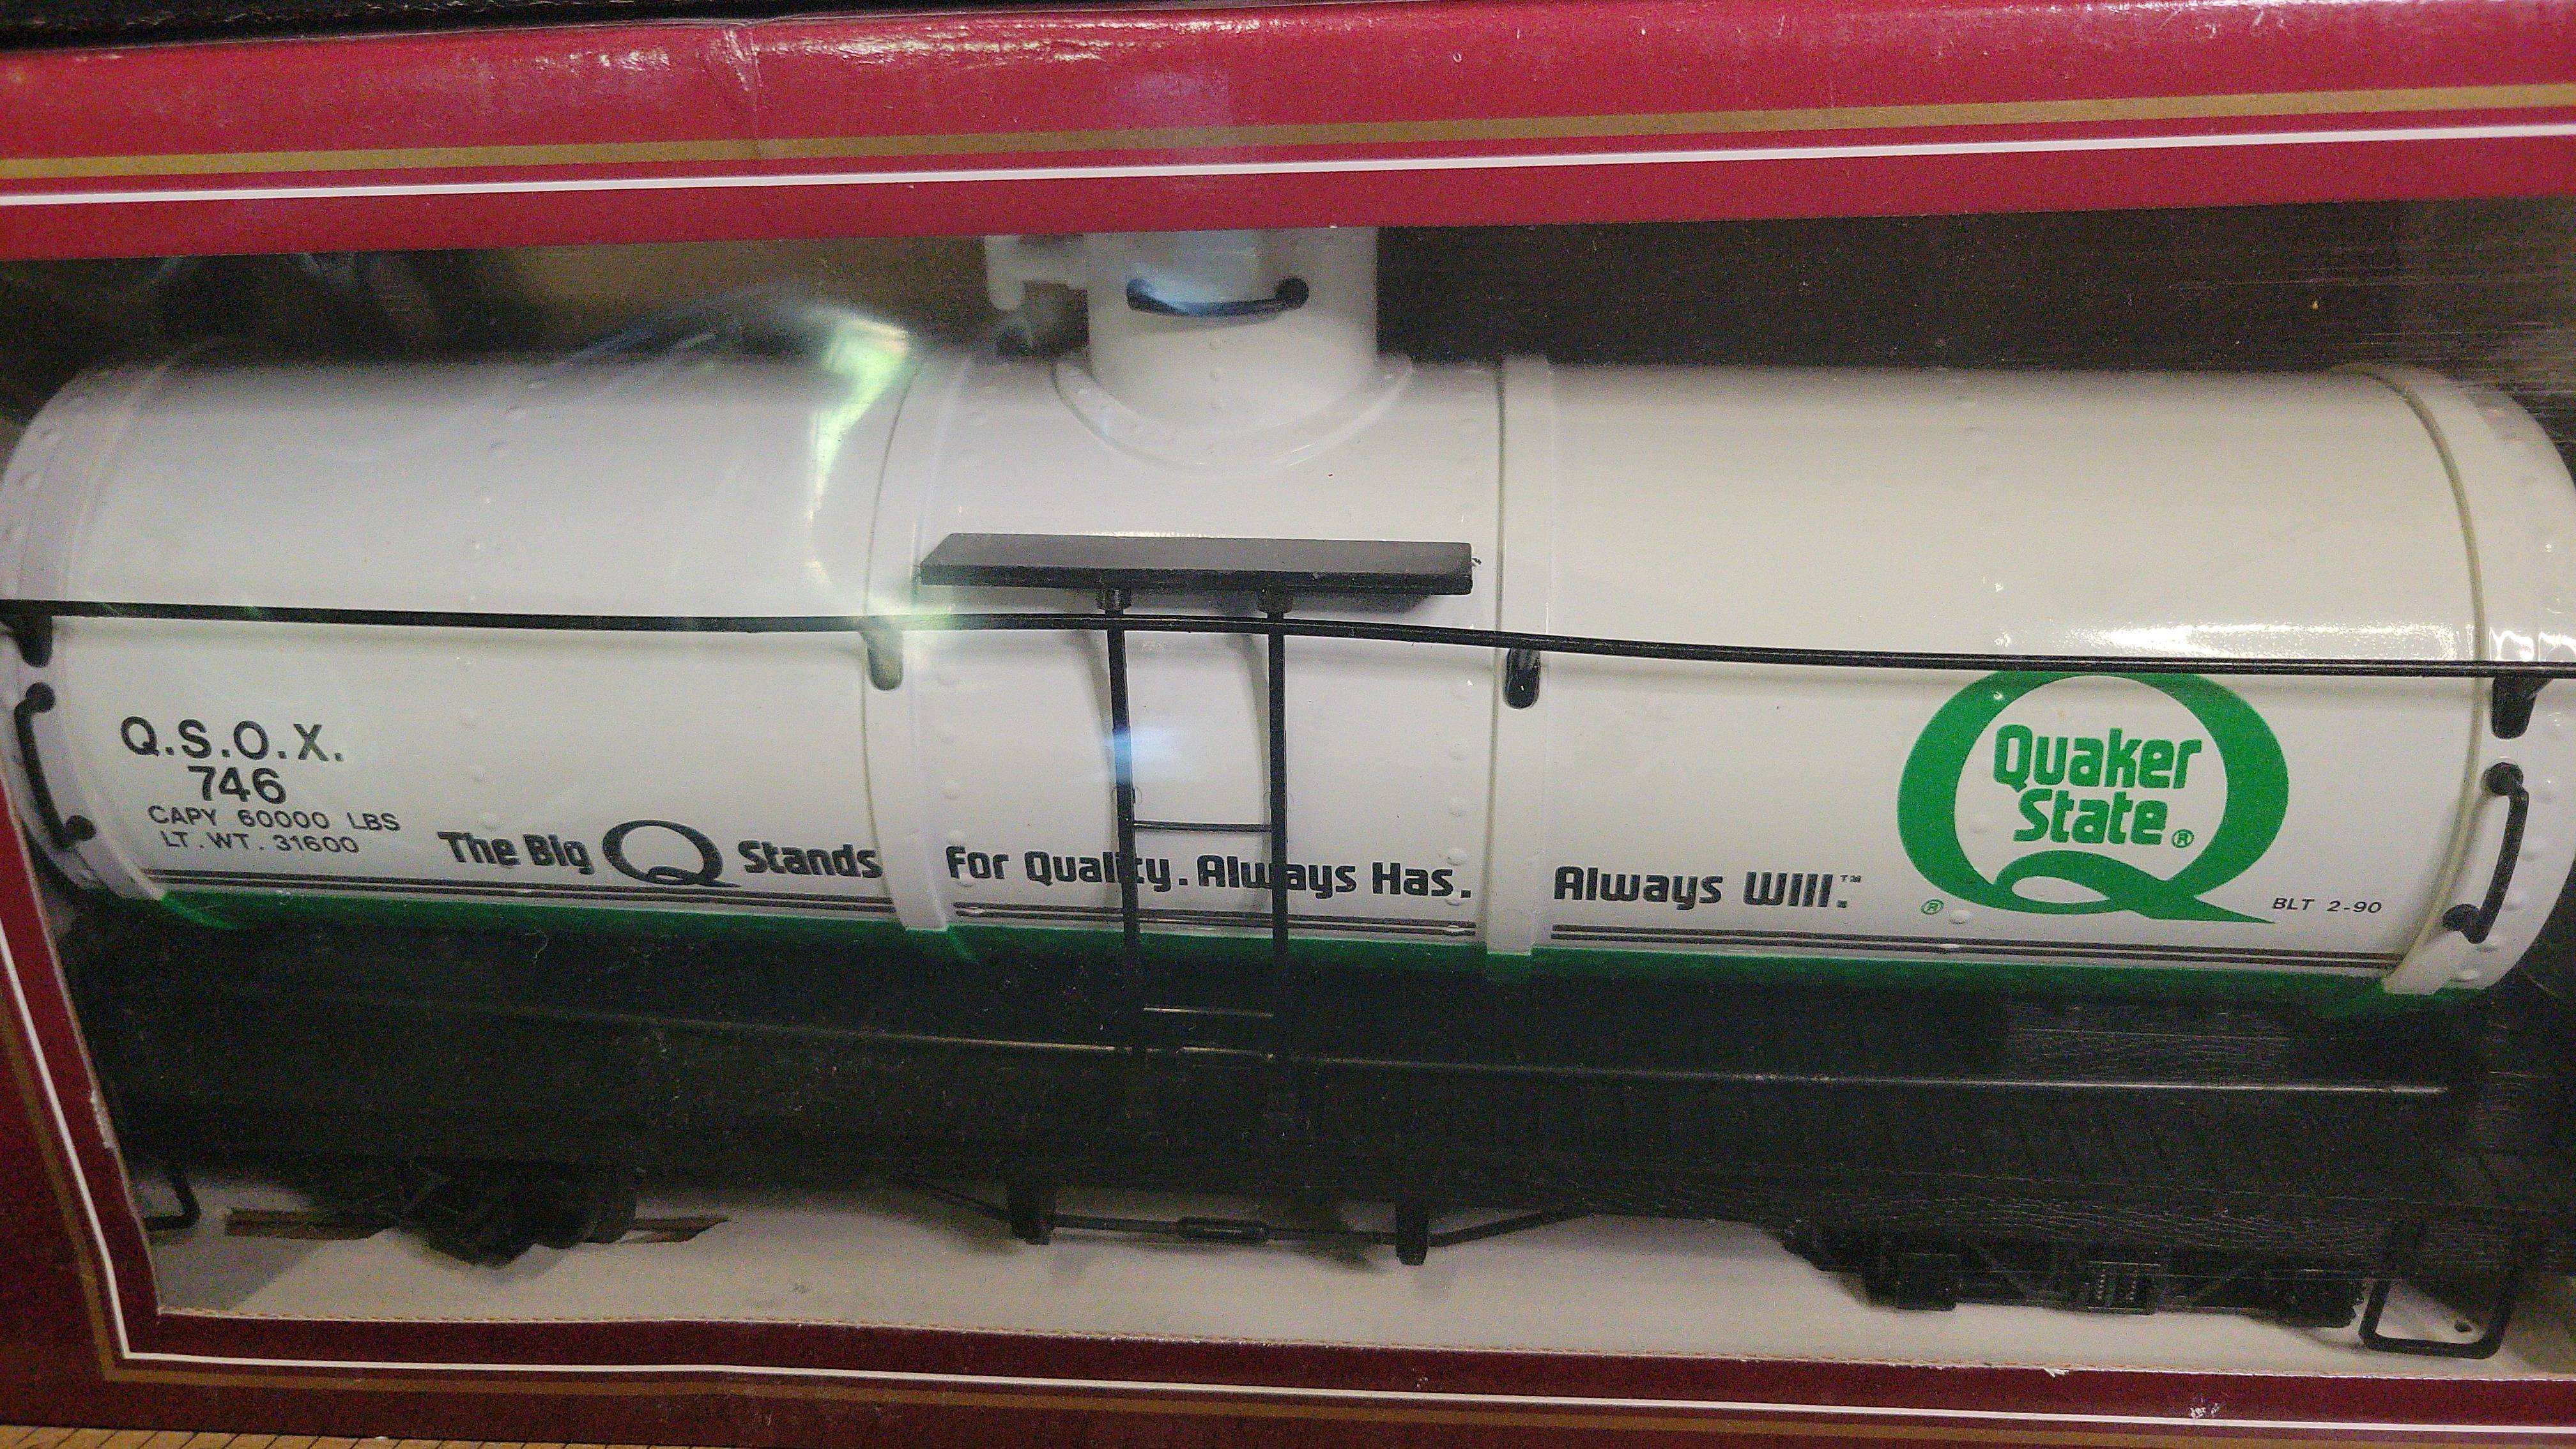 Q.S.O.X.
746
CAPY 60000 LBS
LT. WT. 31600
The Big Q Stands For Quality. Always Has. Always Will.™
Quaker
State®
®
BLT 2-90